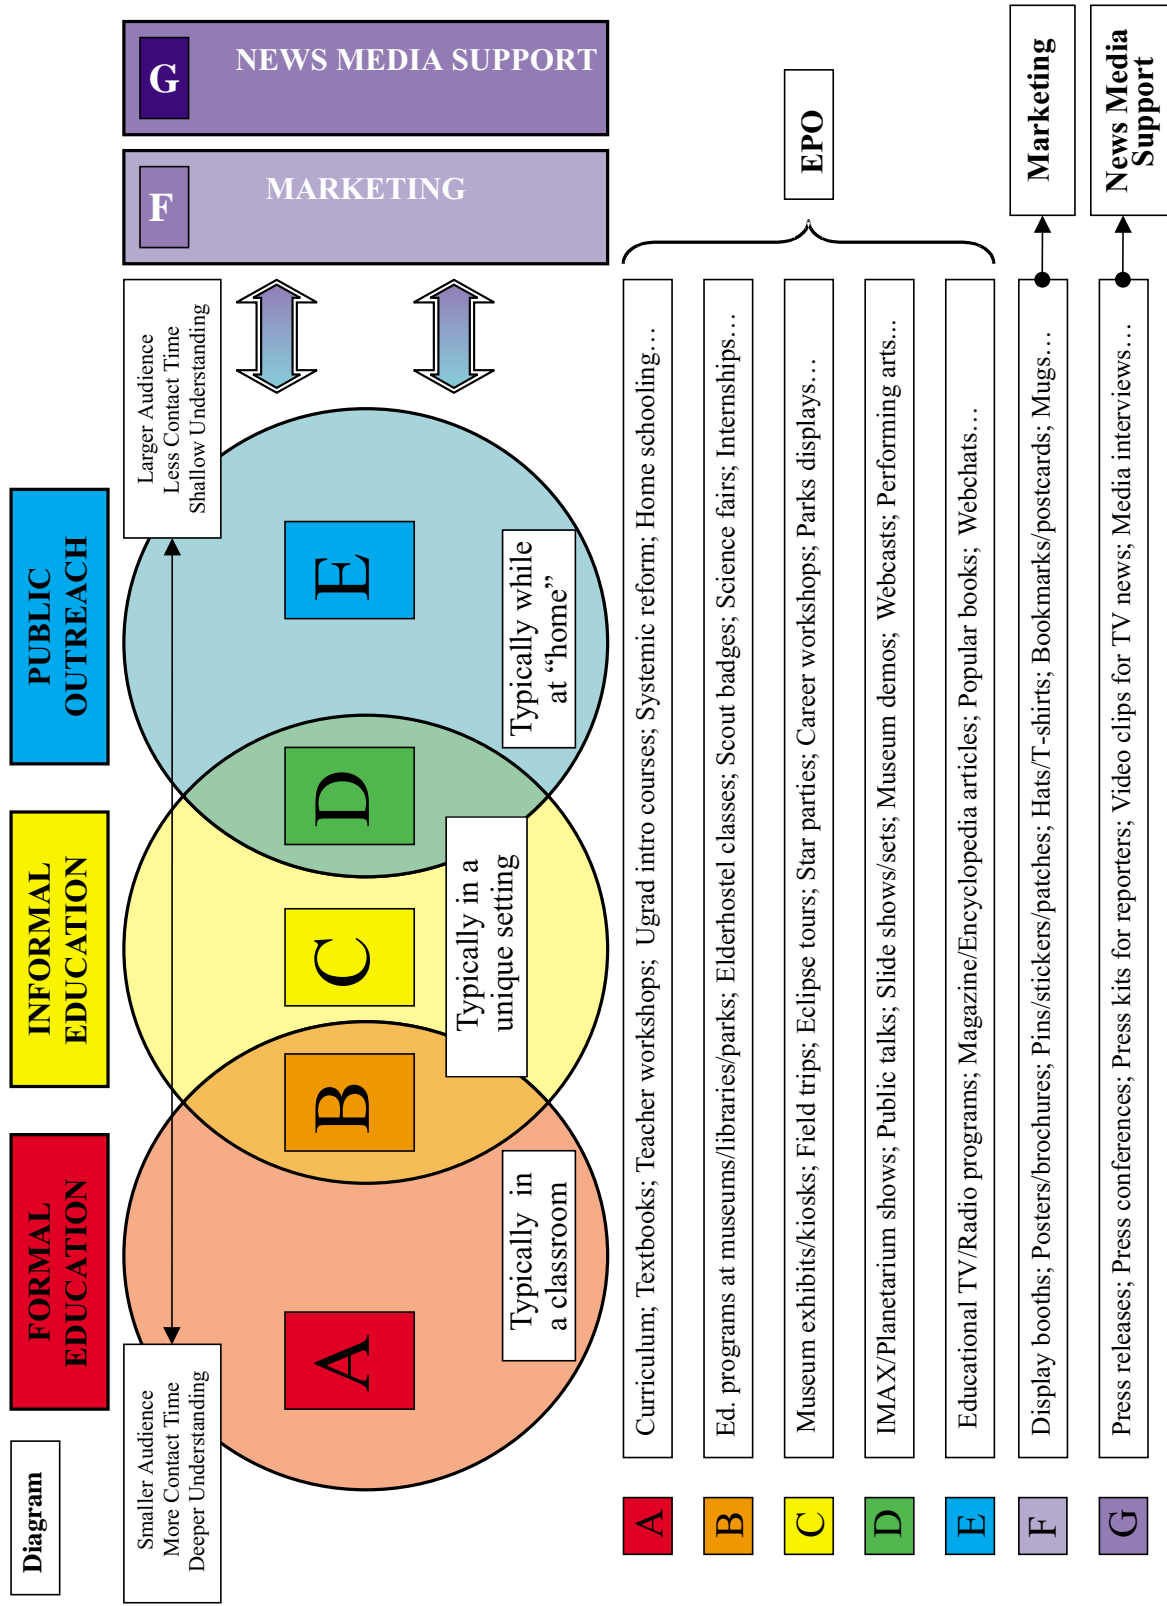 Diagram
FORMAL
EDUCATION
INFORMAL
EDUCATION
PUBLIC
OUTREACH
Smaller Audience
More Contact Time
Deeper Understanding
Larger Audience
Less Contact Time
Shallow Understanding
A
B
C
D
E
F
G
MARKETING
NEWS MEDIA SUPPORT
Typically in
a classroom
Typically in a
unique setting
Typically while
at “home”
A
Curriculum; Textbooks; Teacher workshops; Ugrad intro courses; Systemic reform; Home schooling…
B
Ed. programs at museums/libraries/parks; Elderhostel classes; Scout badges; Science fairs; Internships…
C
Museum exhibits/kiosks; Field trips; Eclipse tours; Star parties; Career workshops; Parks displays…
D
IMAX/Planetarium shows; Public talks; Slide shows/sets; Museum demos; Webcasts; Performing arts…
E
Educational TV/Radio programs; Magazine/Encyclopedia articles; Popular books; Webchats…
EPO
F
Display booths; Posters/brochures; Pins/stickers/patches; Hats/T-shirts; Bookmarks/postcards; Mugs…
Marketing
G
Press releases; Press conferences; Press kits for reporters; Video clips for TV news; Media interviews…
News Media
Support